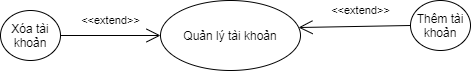 Xóa tài
khoản
<<extend>>
Quản lý tài khoản
<<extend>>
Thêm tài
khoản